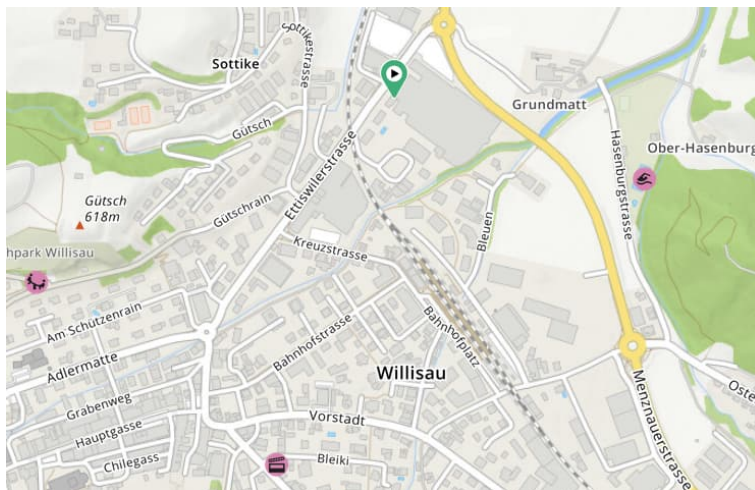 Sottikestrasse
Sottike
Grundmatt
Gütsch
Hasenburgstrasse
Ober-Hasenburg
Ettiswilerstrasse
Gütsch
618m
Gütschrain
Bleuen
Kreuzstrasse
hpark Willisau
Am Schützenrain
Bahnhofstrasse
Bahnhofplatz
Adlermatte
Willisau
Menznauerstrasse
Oste
Grabenweg
Vorstadt
Hauptgasse
Chilegass
Bleiki